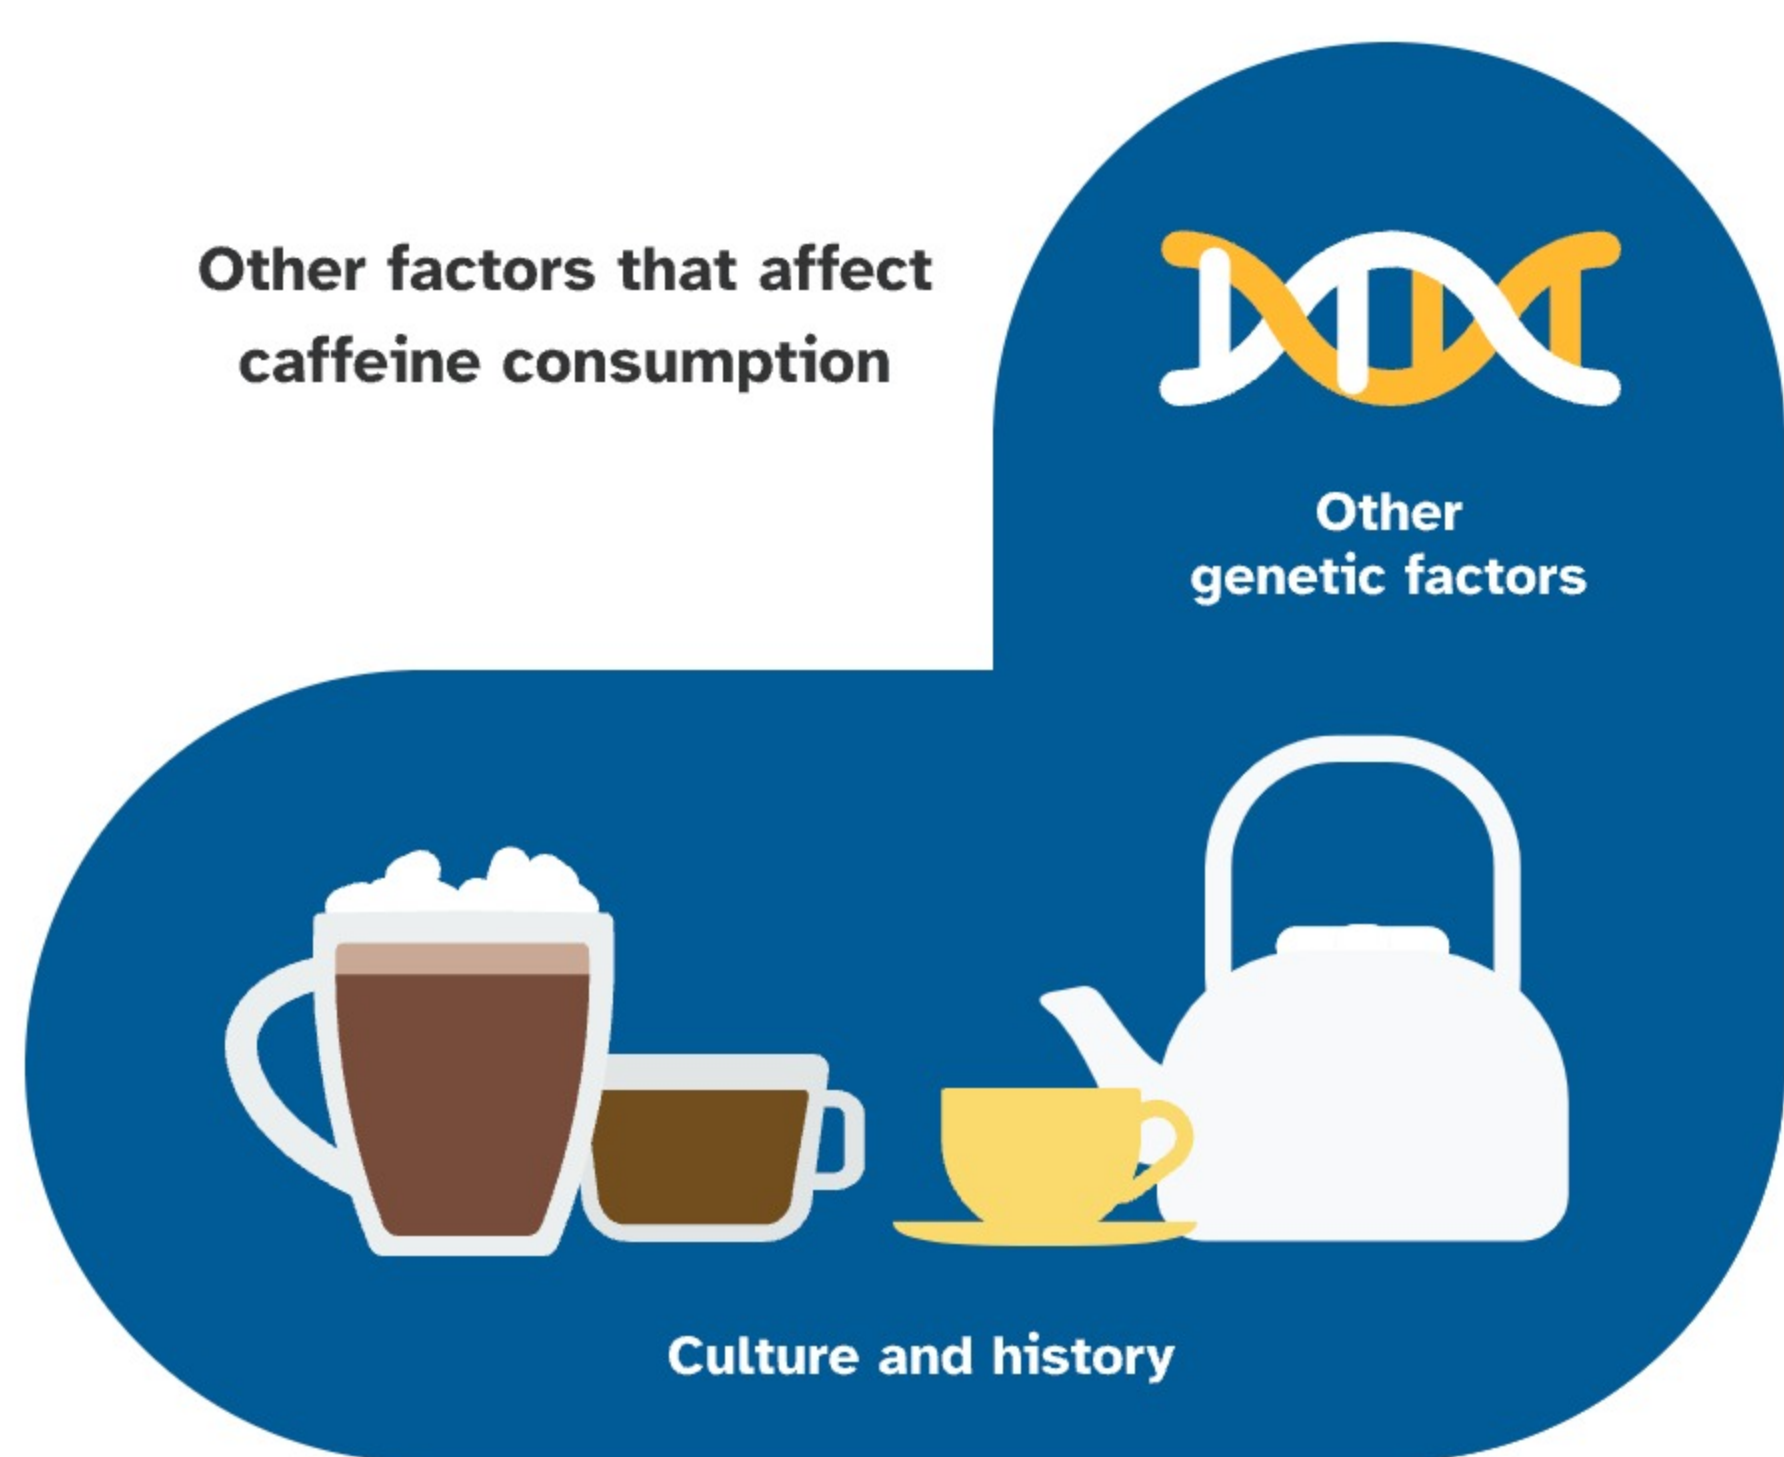 Other factors that affect
caffeine consumption
Other
genetic factors
Culture and history